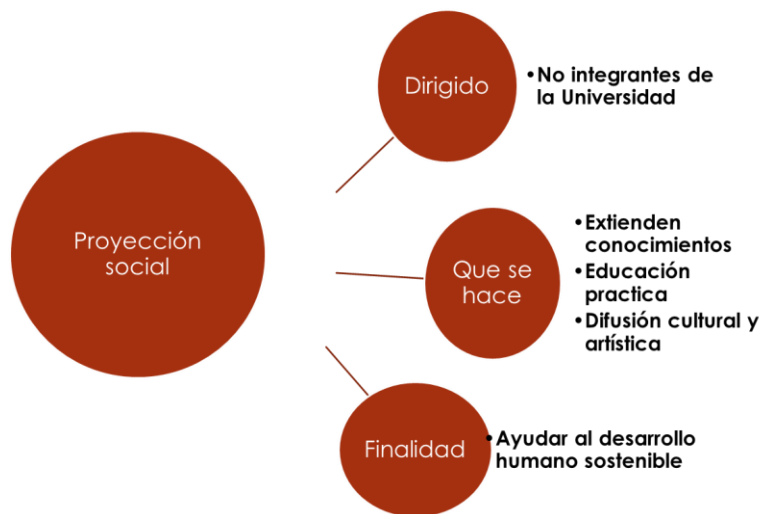 Proyección
social
Dirigido
•No integrantes de
la Universidad
Que se
hace
•Extienden
conocimientos
•Educación
practica
•Difusión cultural y
artística
Finalidad
•Ayudar al desarrollo
humano sostenible